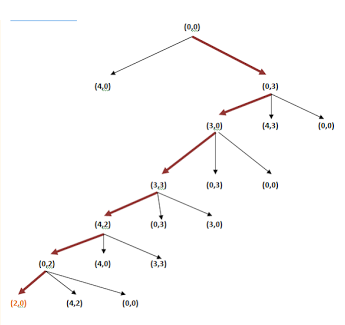 (0,0)
(4,0) (0,3)
(3,0) (4,3) (0,0)
(3,3) (0,3) (0,0)
(4,2) (0,3) (3,0)
(0,2) (4,0) (3,3)
(2,0) (4,2) (0,0)